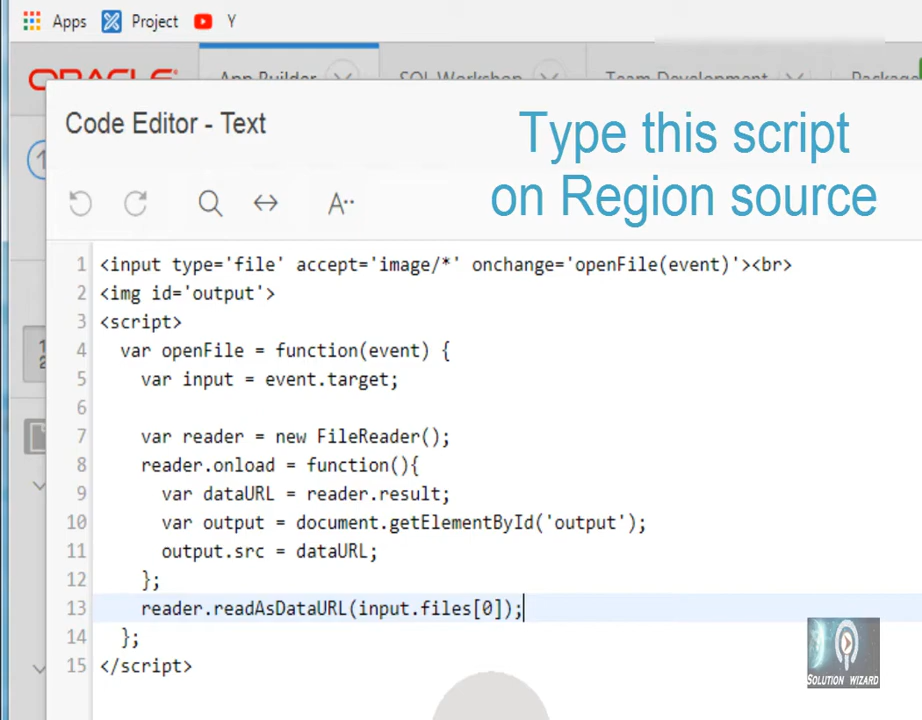 Apps Project Y
ORACLE App Builder SQL Workshop Team Development Package
Code Editor - Text
Type this script
on Region source
A
1 <input type='file' accept='image/*' onchange='openFile(event)'><br>
2 <img id='output'>
3 <script>
4 var openFile = function(event) {
5 var input = event.target;
6
7 var reader = new FileReader();
8 reader.onload = function(){
9 var dataURL = reader.result;
10 var output = document.getElementById('output');
11 output.src = dataURL;
12 };
13 reader.readAsDataURL(input.files[0]);
14 };
15 </script>
SOLUTION WIZARD